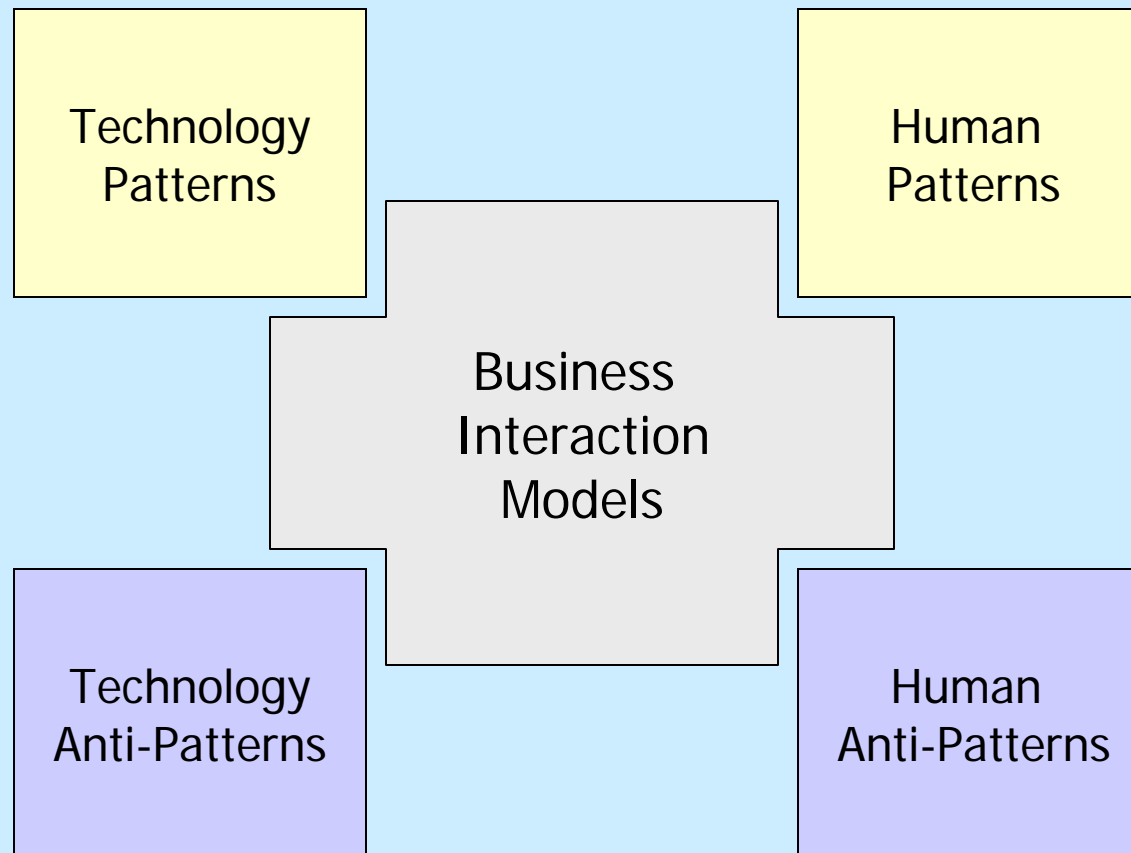 Technology
Patterns
Human
Patterns
Business
Interaction
Models
Technology
Anti-Patterns
Human
Anti-Patterns